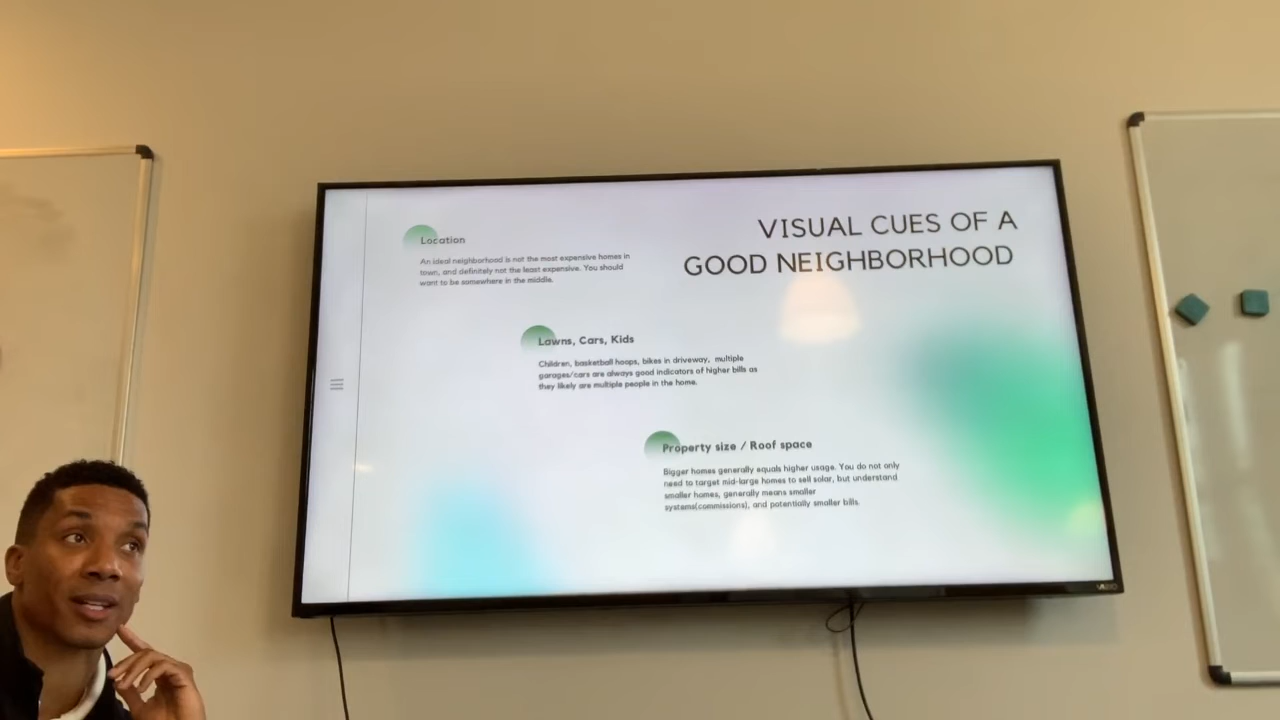 VISUAL CUES OF A
GOOD NEIGHBORHOOD
Location
An ideal neighborhood is not the most expensive homes in
town, and definitely not the least expensive. You should
want to be somewhere in the middle.
Lawns, Cars, Kids
Children, basketball hoops, bikes in driveway, multiple
garages/cars are always good indicators of higher bills as
they likely are multiple people in the home.
Property size / Roof space
Bigger homes generally equals higher usage. You do not only
need to target mid-large homes to sell solar, but understand
smaller homes, generally means smaller
systems(commissions), and potentially smaller bills.
VIZIO